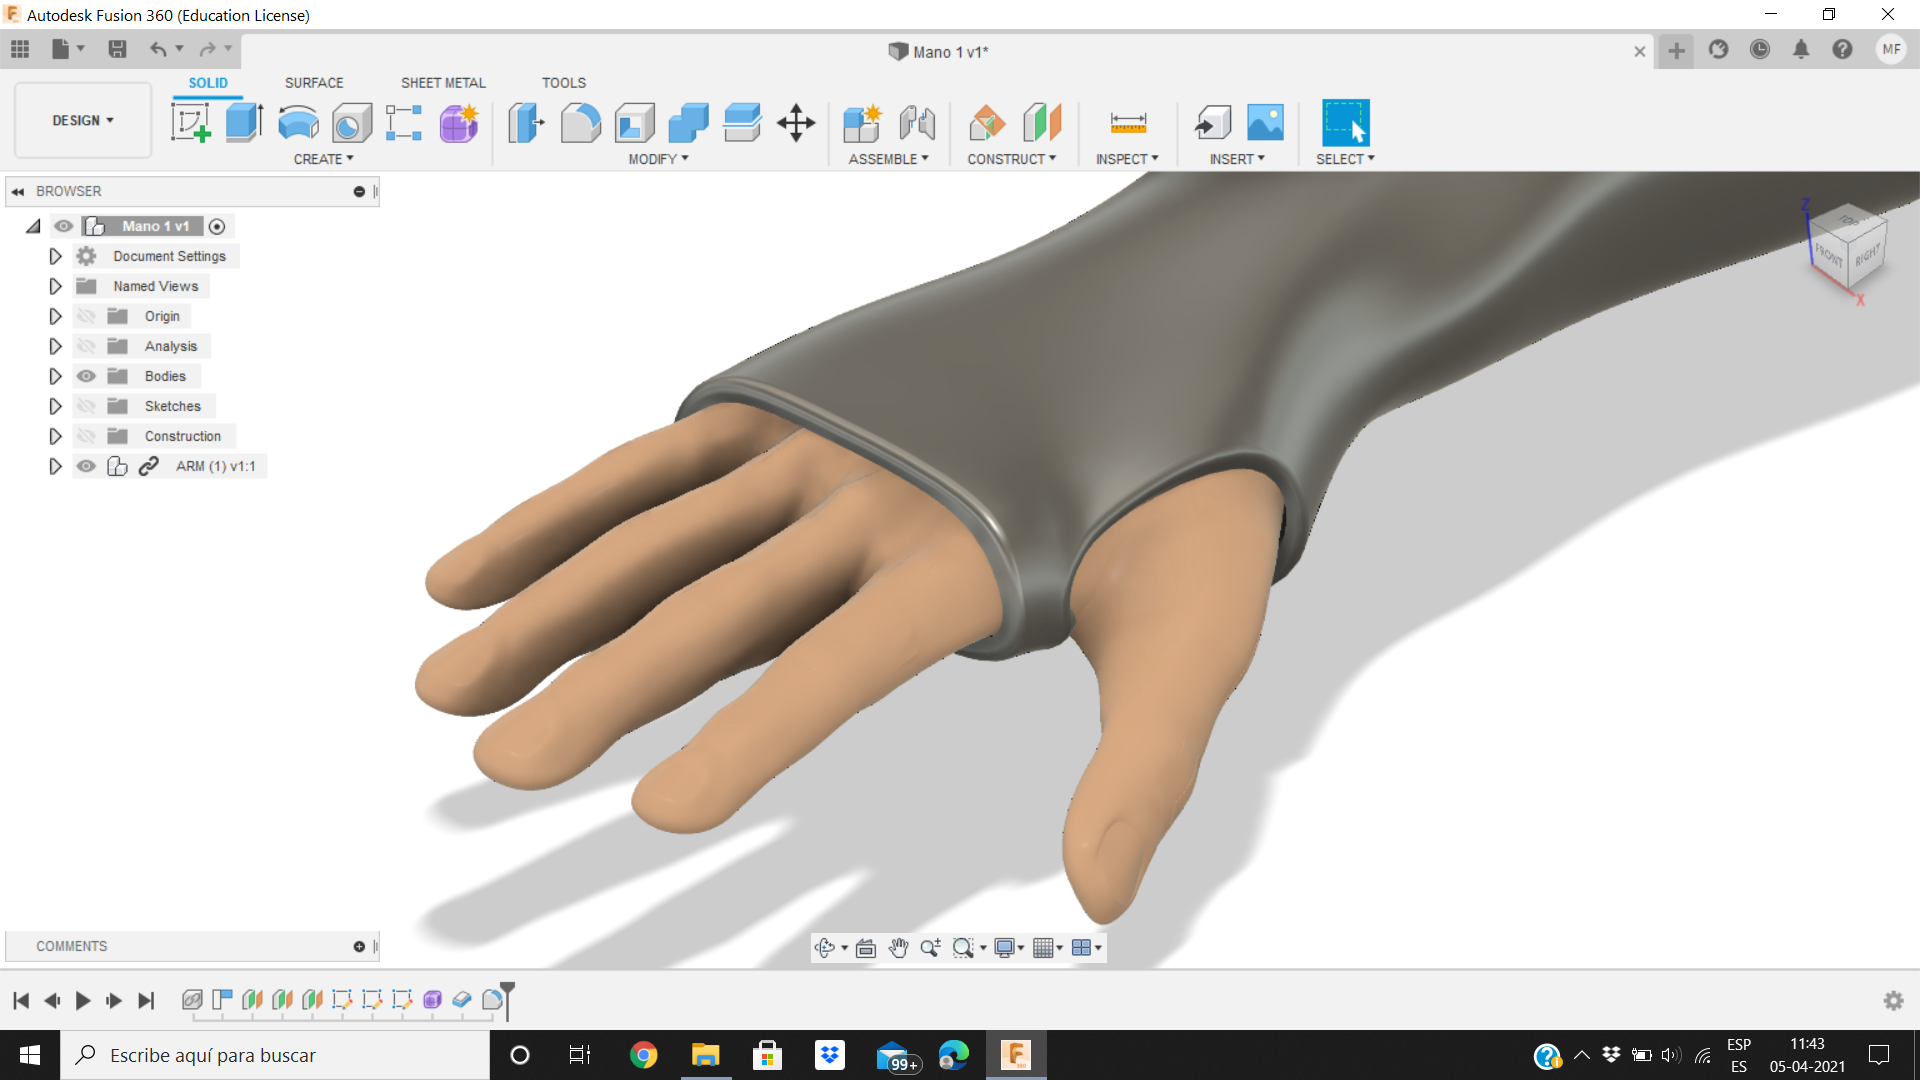 Autodesk Fusion 360 (Education License)
Mano 1 v1*
MF
SOLID SURFACE SHEET METAL TOOLS
DESIGN
CREATE MODIFY ASSEMBLE CONSTRUCT INSPECT INSERT SELECT
BROWSER
Mano 1 v1
Document Settings
Named Views
Origin
Analysis
Bodies
Sketches
Construction
ARM (1) v1:1
Z
TOP
FRONT
RIGHT
X
COMMENTS
Escribe aquí para buscar
99+
ESP
ES
11:43
05-04-2021